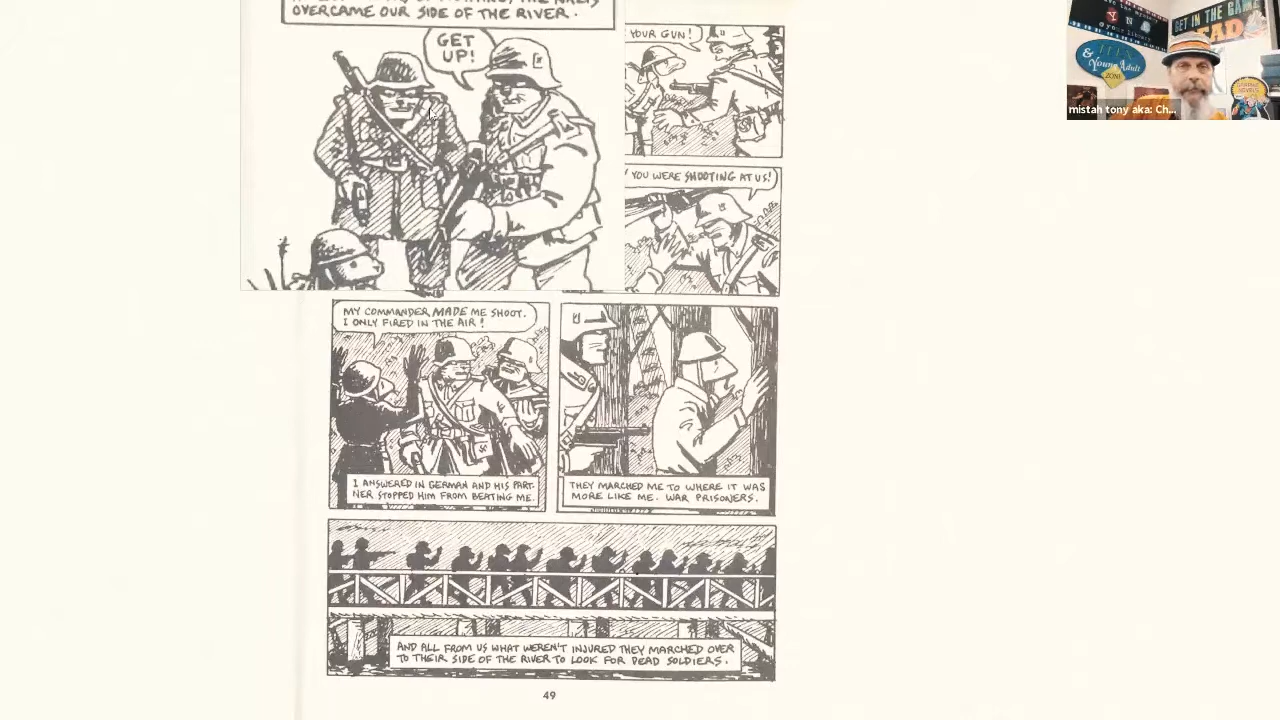 OVERCAME OUR SIDE OF THE RIVER.
GET
UP!
YOUR GUN!
YOU WERE SHOOTING AT US!
MY COMMANDER MADE ME SHOOT.
I ONLY FIRED IN THE AIR!
I ANSWERED IN GERMAN AND HIS PART-
NER STOPPED HIM FROM BEATING ME.
THEY MARCHED ME TO WHERE IT WAS
MORE LIKE ME. WAR PRISONERS.
AND ALL FROM US WHAT WEREN'T INJURED THEY MARCHED OVER
TO THEIR SIDE OF THE RIVER TO LOOK FOR DEAD SOLDIERS.
49
GET IN THE GAME
READ
& Young Adult
ZONE
mistah tony aka: Ch...